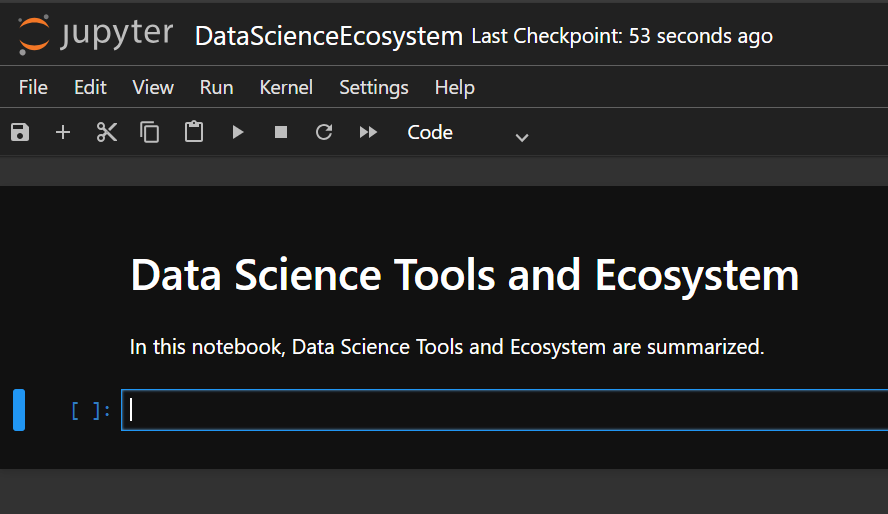 jupyter DataScienceEcosystem Last Checkpoint: 53 seconds ago
File Edit View Run Kernel Settings Help
Code
Data Science Tools and Ecosystem
In this notebook, Data Science Tools and Ecosystem are summarized.
[ ]: